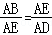 AB/AE = AE/AD